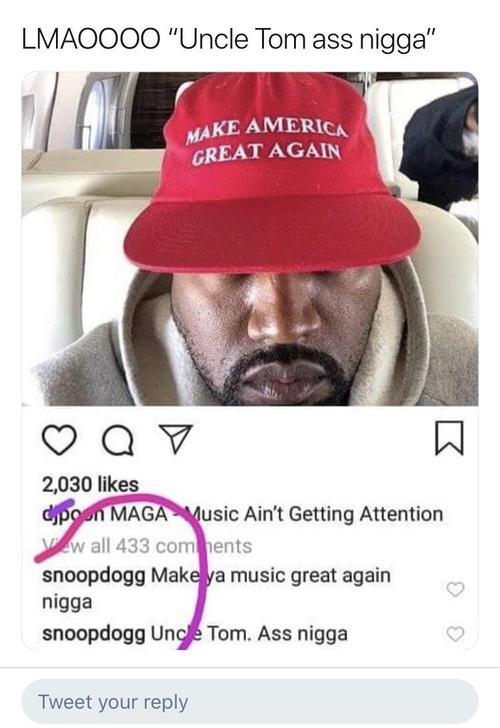 LMAOOOO “Uncle Tom ass nigga”
MAKE AMERICA
GREAT AGAIN
2,030 likes
MAGA - Music Ain't Getting Attention
View all 433 comments
snoopdogg Make ya music great again
nigga
snoopdogg Uncle Tom. Ass nigga
Tweet your reply